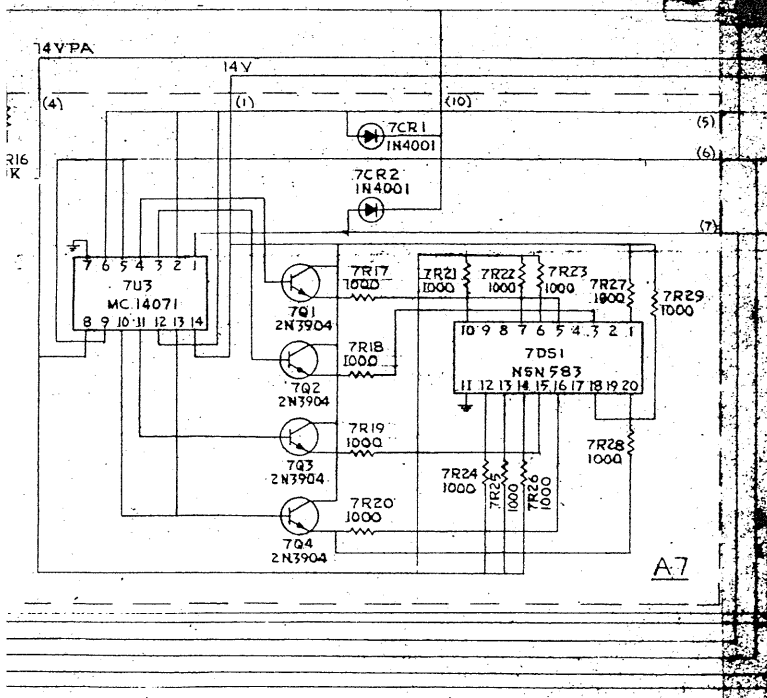 14VPA
14V
(4)
(1)
(10)
(5)
7CR1
1N4001
(6)
R16
K
7CR2
1N4001
(7)
7 6 5 4 3 2 1
7U3
MC 14071
8 9 10 11 12 13 14
7Q1
2N3904
7R17
1000
7R21
1000
7R22
1000
7R23
1000
7R27
1000
7R29
1000
10 9 8 7 6 5 4 3 2 1
7DS1
NSN 583
11 12 13 14 15 16 17 18 19 20
7R18
1000
7Q2
2N3904
7R19
1000
7Q3
2N3904
7R24
1000
7R25
1000
7R26
1000
7R28
1000
7R20
1000
7Q4
2N3904
A7